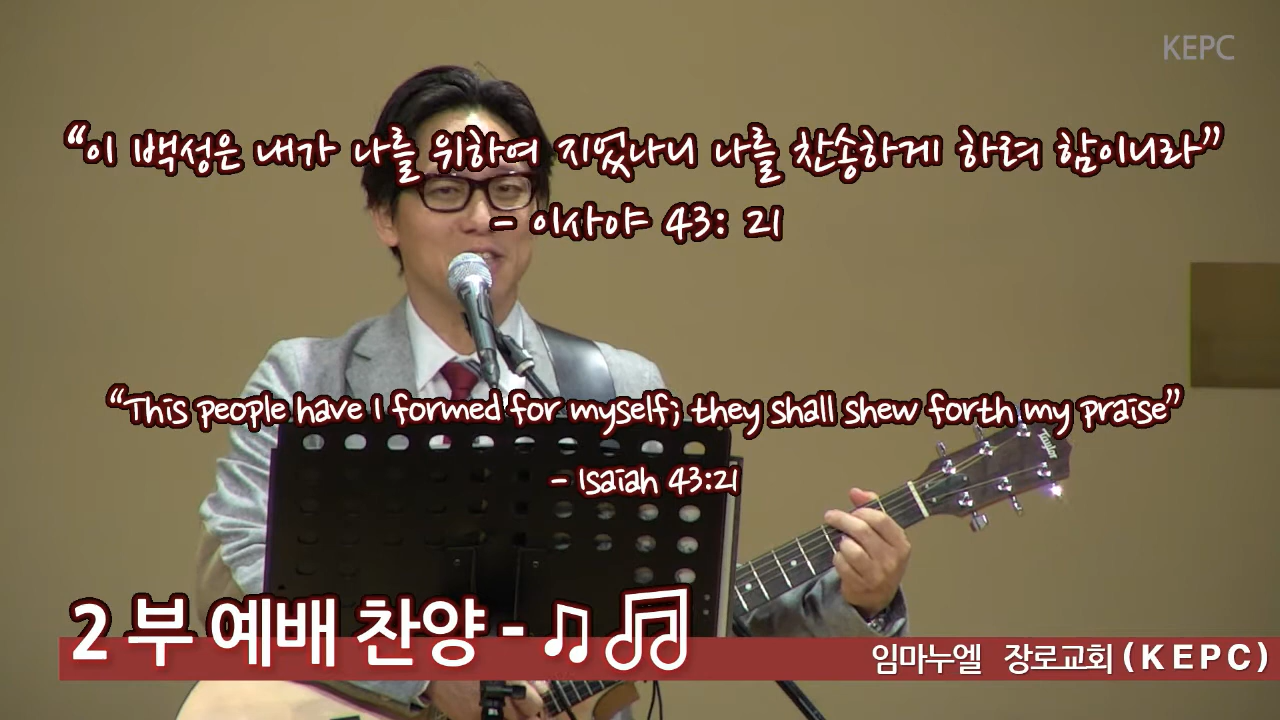 KEPC
“이 백성은 내가 나를 위하여 지었나니 나를 찬송하게 하려 함이니라”
- 이사야 43: 21
“This people have I formed for myself; they shall shew forth my praise”
- Isaiah 43:21
Taylor
2 부 예배 찬양 - ♫ ♫
임마누엘 장로교회 (KEPC)